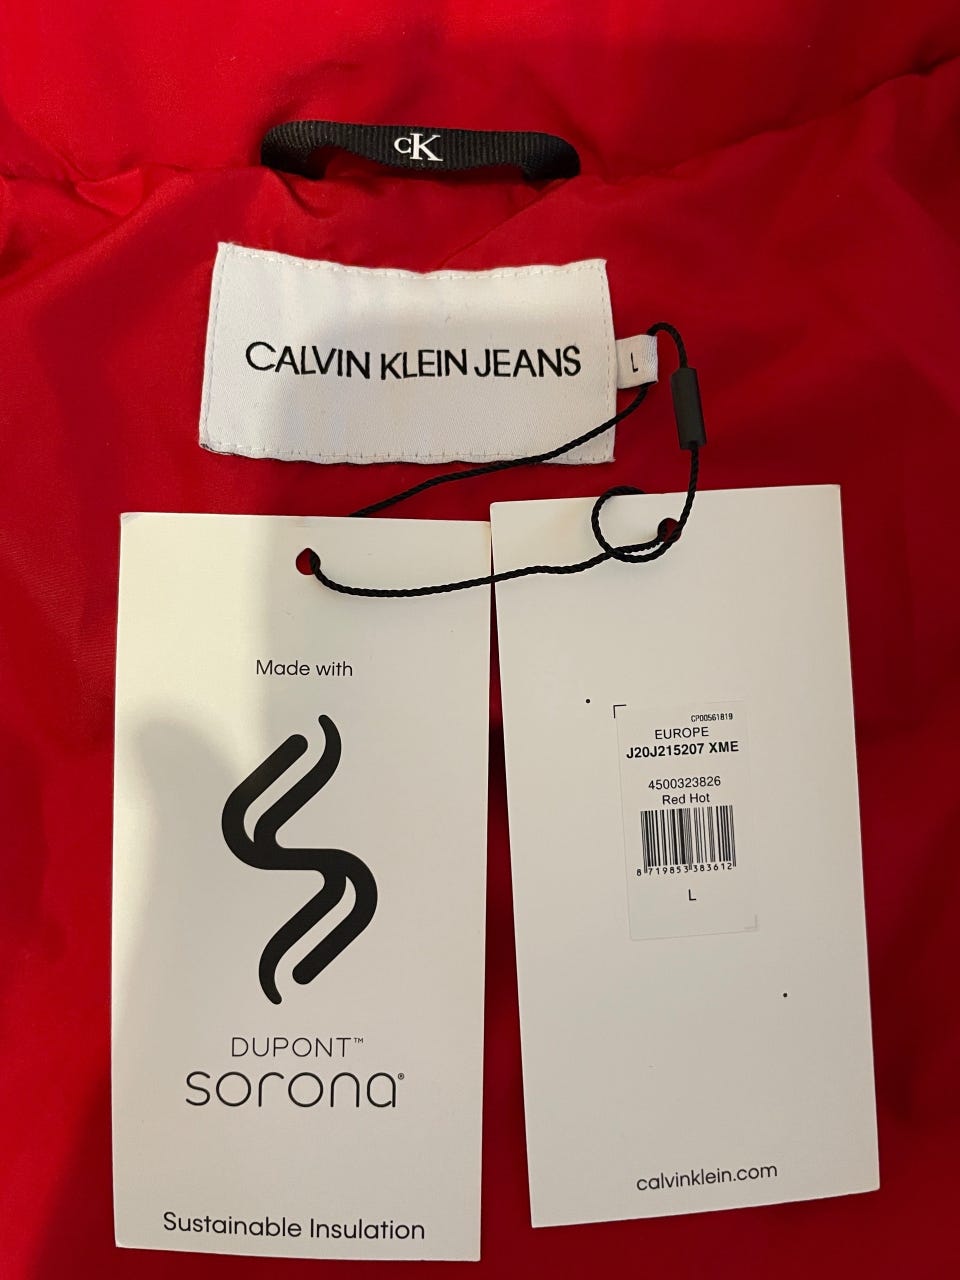 cK
CALVIN KLEIN JEANS
L
Made with
DUPONT™
sorona®
Sustainable Insulation
CP00561819
EUROPE
J20J215207 XME
4500323826
Red Hot
8 719853 383612
L
calvinklein.com